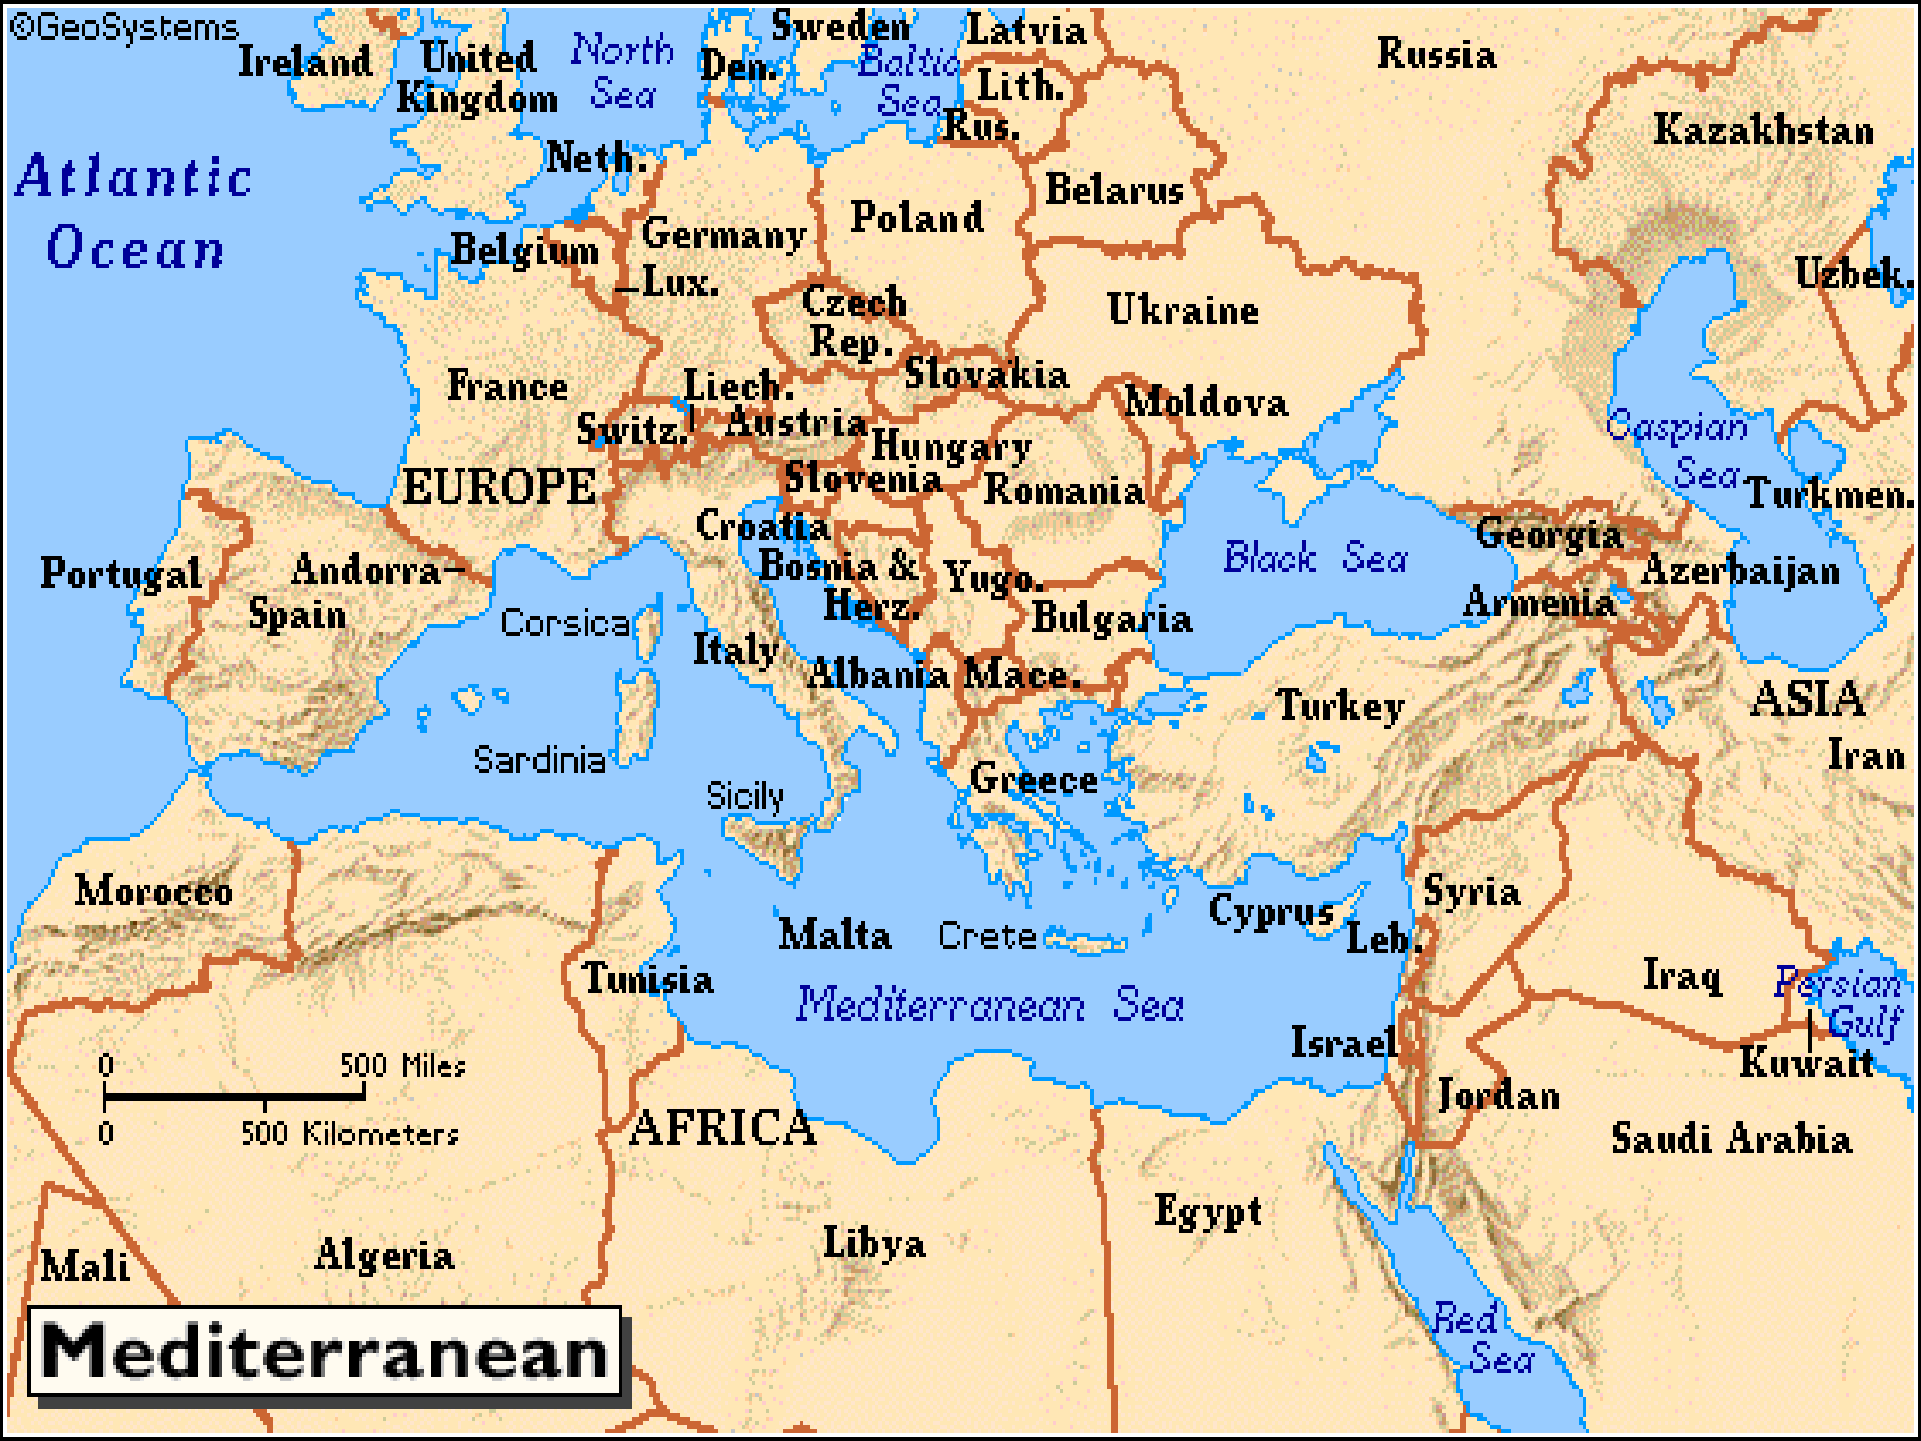 ©GeoSystems
Ireland
United
Kingdom
North
Sea
Den.
Sweden
Baltic
Sea
Latvia
Lith.
Rus.
Russia
Kazakhstan
Atlantic
Ocean
Neth.
Belgium
Germany
Lux.
Poland
Belarus
Uzbek.
Czech
Rep.
Ukraine
France
Liech.
Slovakia
Switz.
Austria
Moldova
Hungary
Caspian
Sea
EUROPE
Slovenia
Romania
Turkmen.
Croatia
Georgia
Portugal
Andorra
Spain
Bosnia &
Herz.
Yugo.
Black Sea
Azerbaijan
Armenia
Corsica
Italy
Bulgaria
Albania
Mace.
Turkey
ASIA
Iran
Sardinia
Sicily
Greece
Morocco
Malta
Crete
Cyprus
Syria
Leb.
Tunisia
Mediterranean Sea
Iraq
Persian
Gulf
Israel
Kuwait
0 500 Miles
0 500 Kilometers
AFRICA
Jordan
Saudi Arabia
Mali
Algeria
Libya
Egypt
Red
Sea
Mediterranean